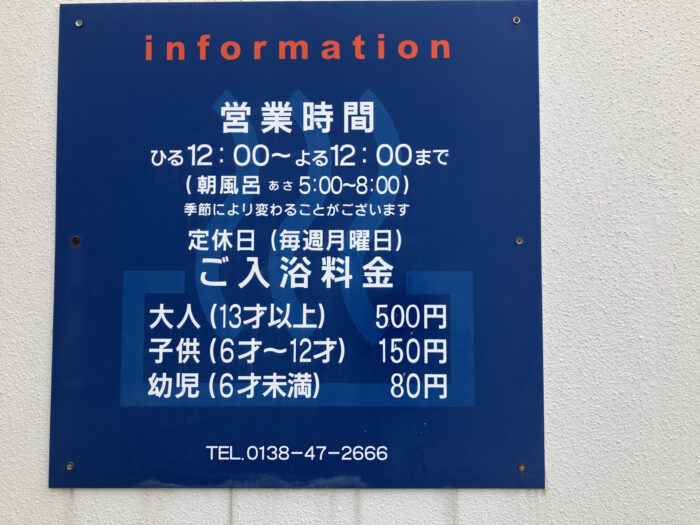 information
営業時間
ひる12：00〜よる12：00まで
(朝風呂 あさ 5:00〜8:00)
季節により変わることがございます
定休日 (毎週月曜日)
ご入浴料金
大人 (13才以上) 500円
子供 (6才〜12才) 150円
幼児 (6才未満) 80円
TEL.0138-47-2666